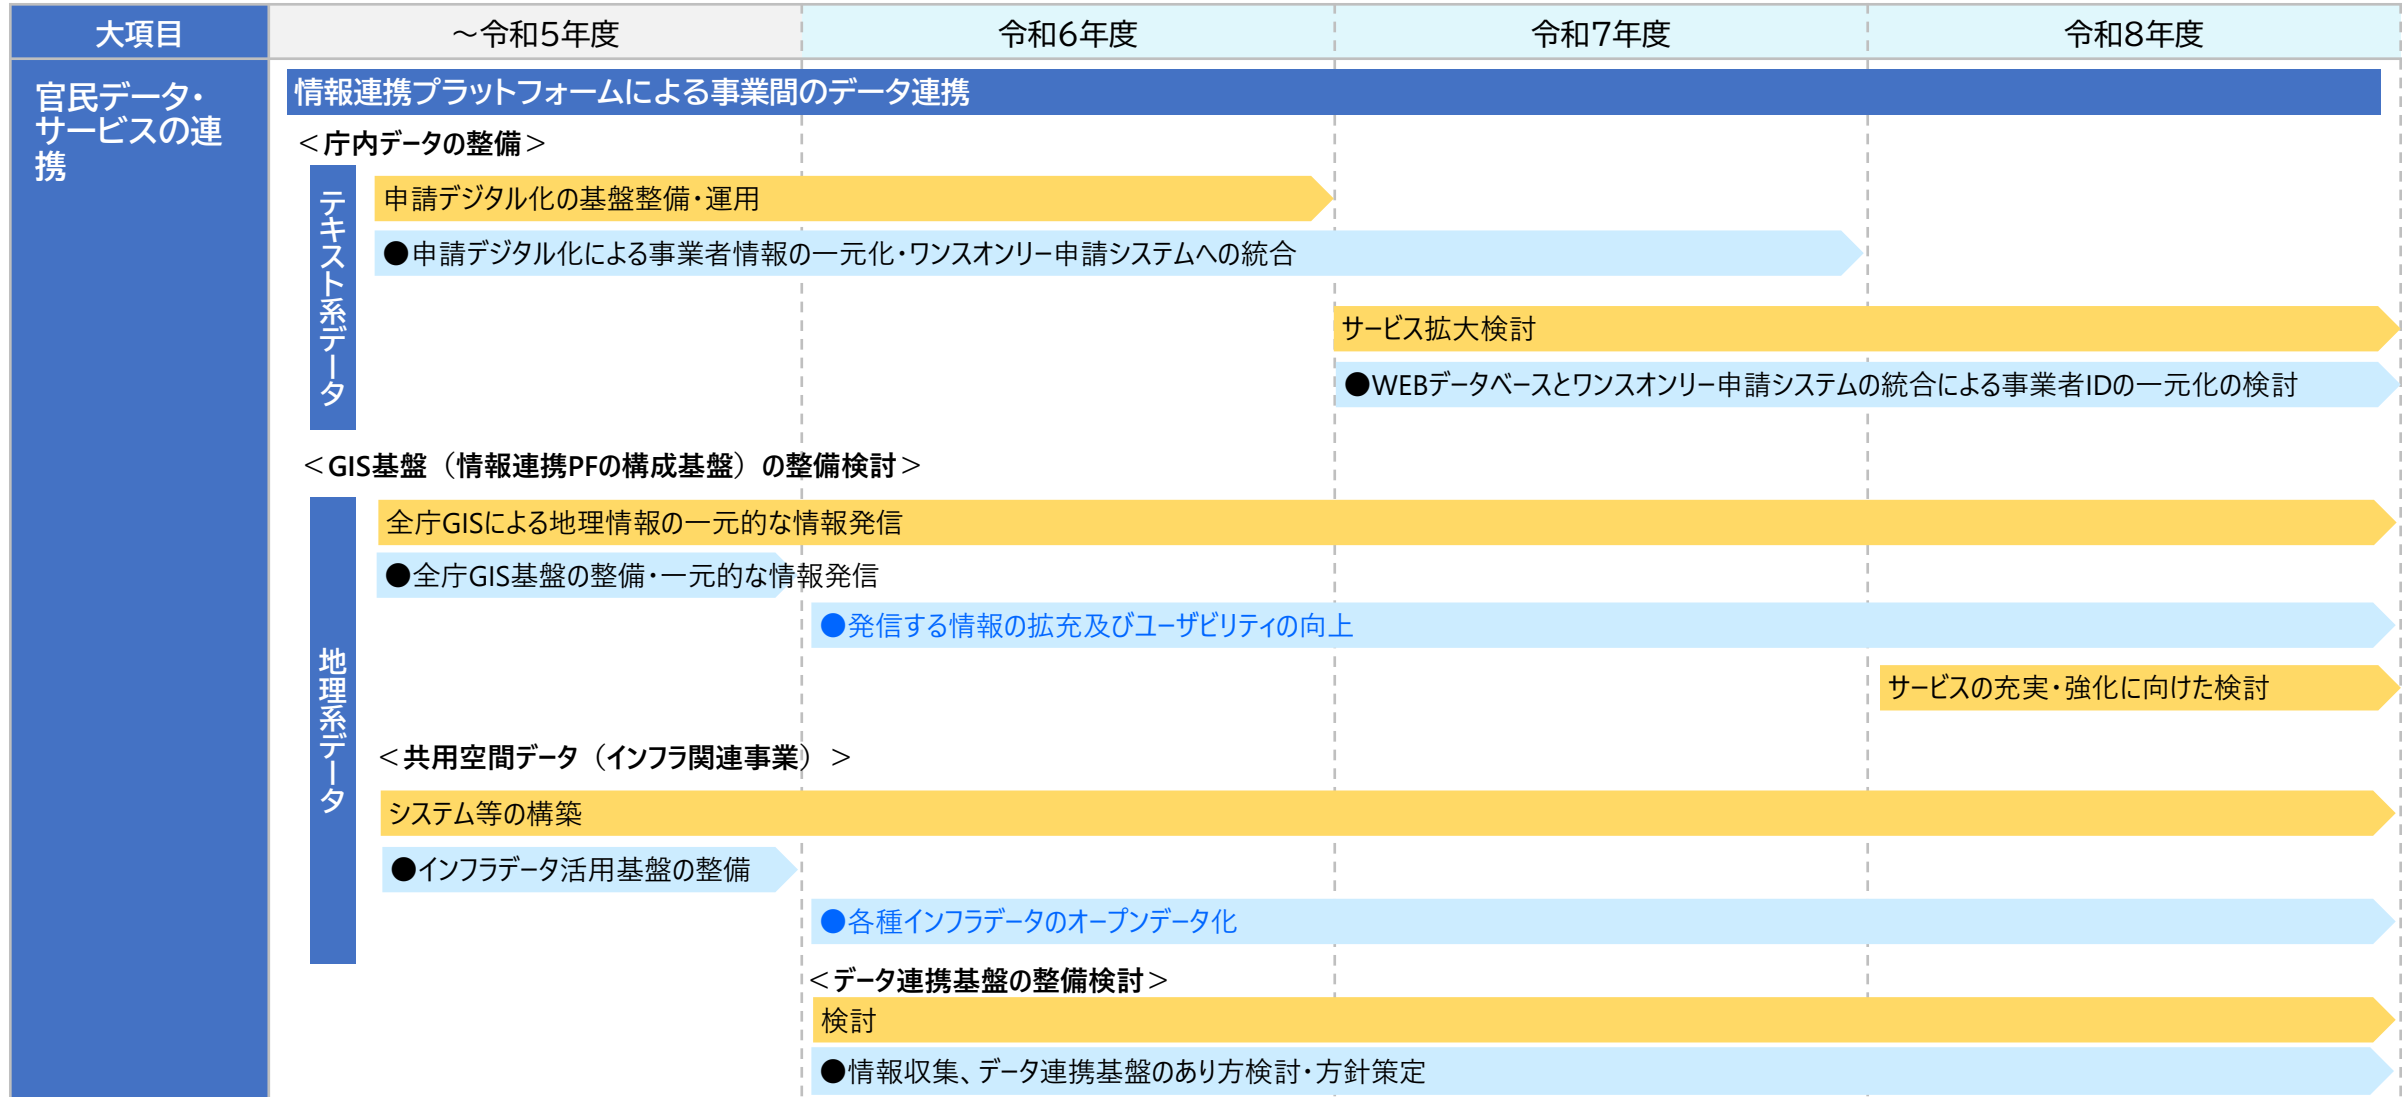 大項目
～令和5年度
令和6年度
令和7年度
令和8年度
官民データ・
サービスの連
携
情報連携プラットフォームによる事業間のデータ連携
＜庁内データの整備＞
テキスト系データ
申請デジタル化の基盤整備・運用
●申請デジタル化による事業者情報の一元化・ワンスオンリー申請システムへの統合
サービス拡大検討
●WEBデータベースとワンスオンリー申請システムの統合による事業者IDの一元化の検討
＜GIS基盤（情報連携PFの構成基盤）の整備検討＞
地理系データ
全庁GISによる地理情報の一元的な情報発信
●全庁GIS基盤の整備・一元的な情報発信
●発信する情報の拡充及びユーザビリティの向上
サービスの充実・強化に向けた検討
＜共用空間データ（インフラ関連事業）＞
システム等の構築
●インフラデータ活用基盤の整備
●各種インフラデータのオープンデータ化
＜データ連携基盤の整備検討＞
検討
●情報収集、データ連携基盤のあり方検討・方針策定